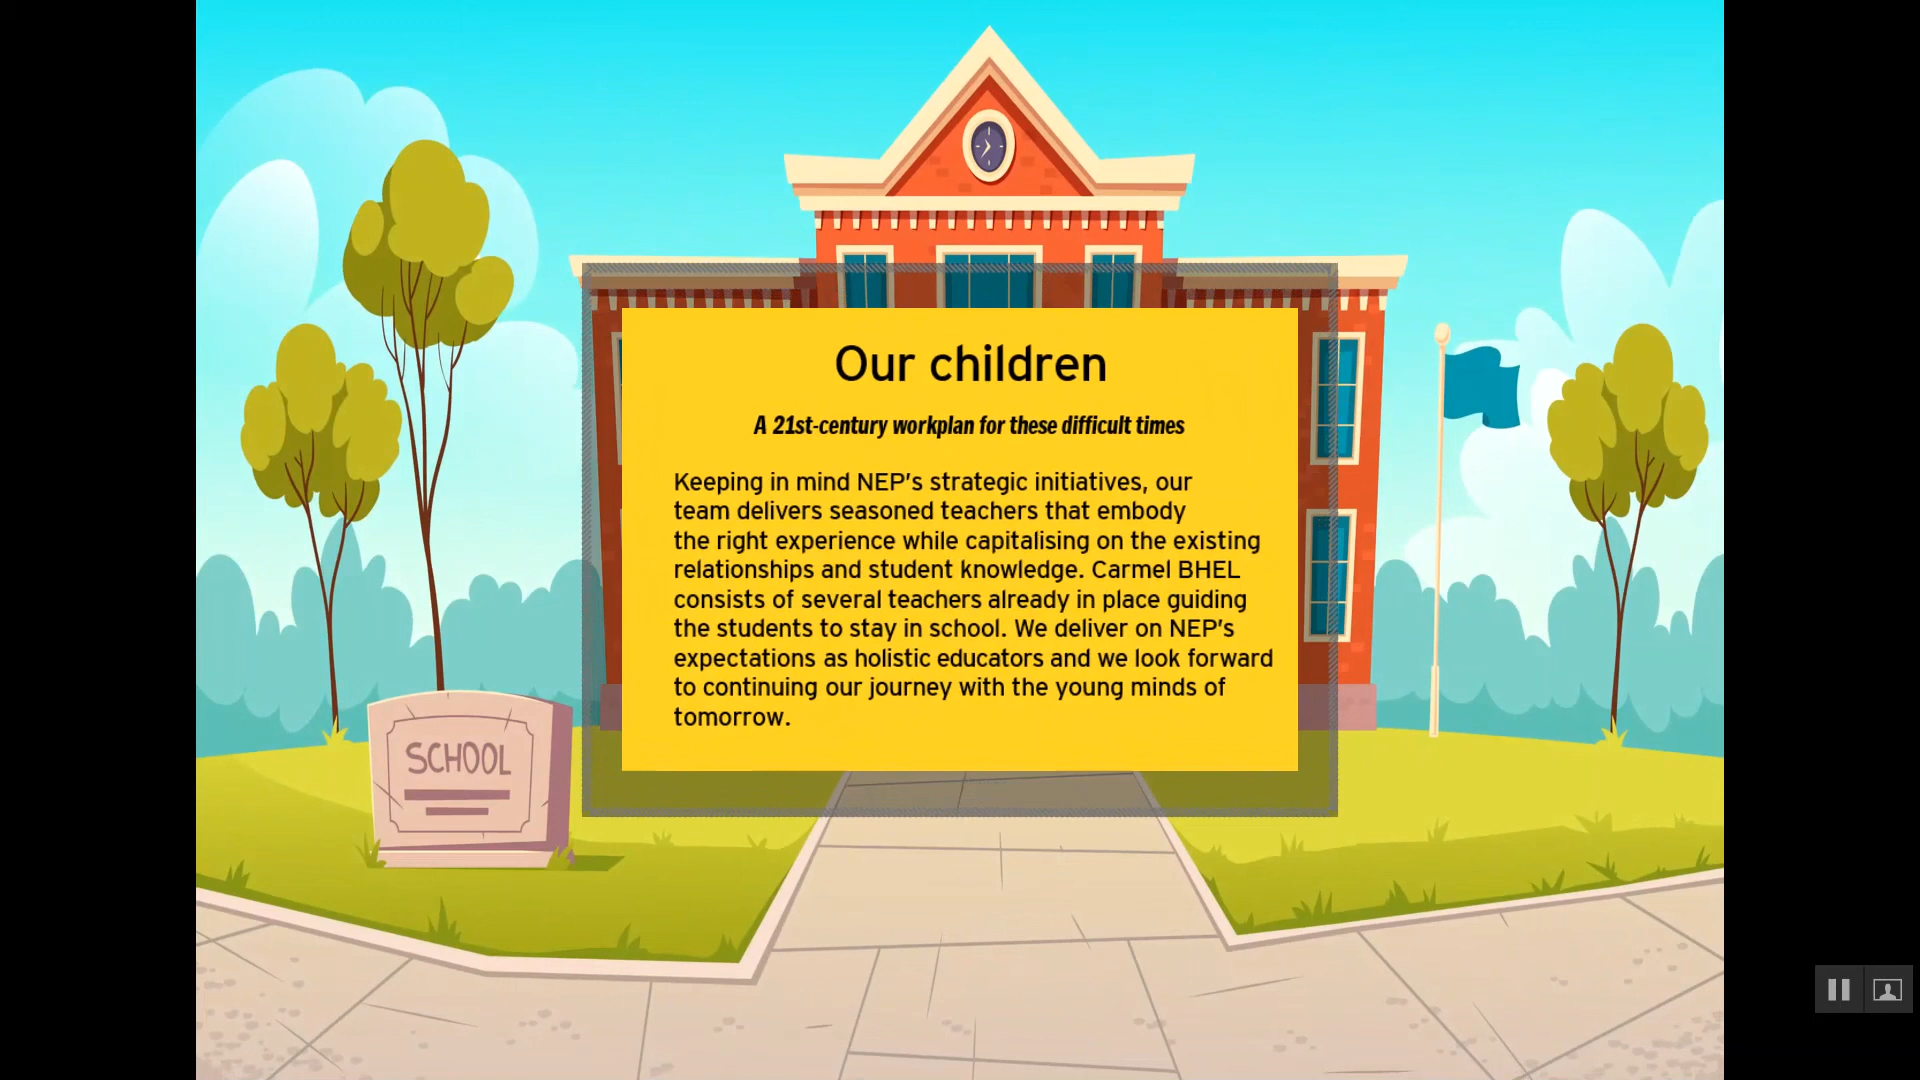 Our children
A 21st-century workplan for these difficult times
Keeping in mind NEP's strategic initiatives, our
team delivers seasoned teachers that embody
the right experience while capitalising on the existing
relationships and student knowledge. Carmel BHEL
consists of several teachers already in place guiding
the students to stay in school. We deliver on NEP's
expectations as holistic educators and we look forward
to continuing our journey with the young minds of
tomorrow.
SCHOOL